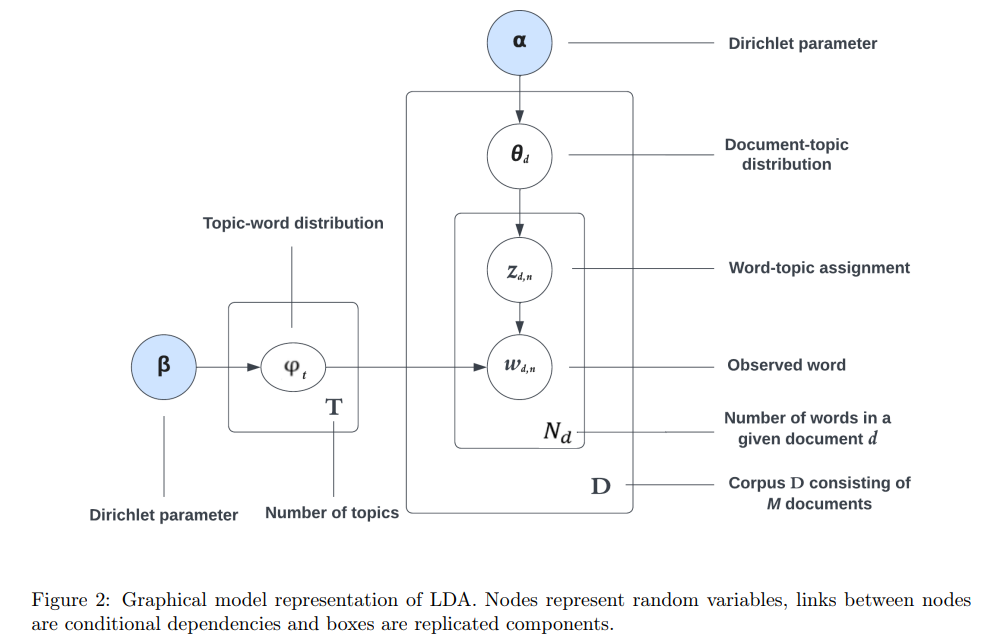 α
Dirichlet parameter
θd
Document-topic
distribution
Topic-word distribution
zd,n
Word-topic assignment
β
φt
wd,n
Observed word
T
Nd
Number of words in a
given document d
D
Corpus D consisting of
M documents
Dirichlet parameter
Number of topics
Figure 2: Graphical model representation of LDA. Nodes represent random variables, links between nodes
are conditional dependencies and boxes are replicated components.